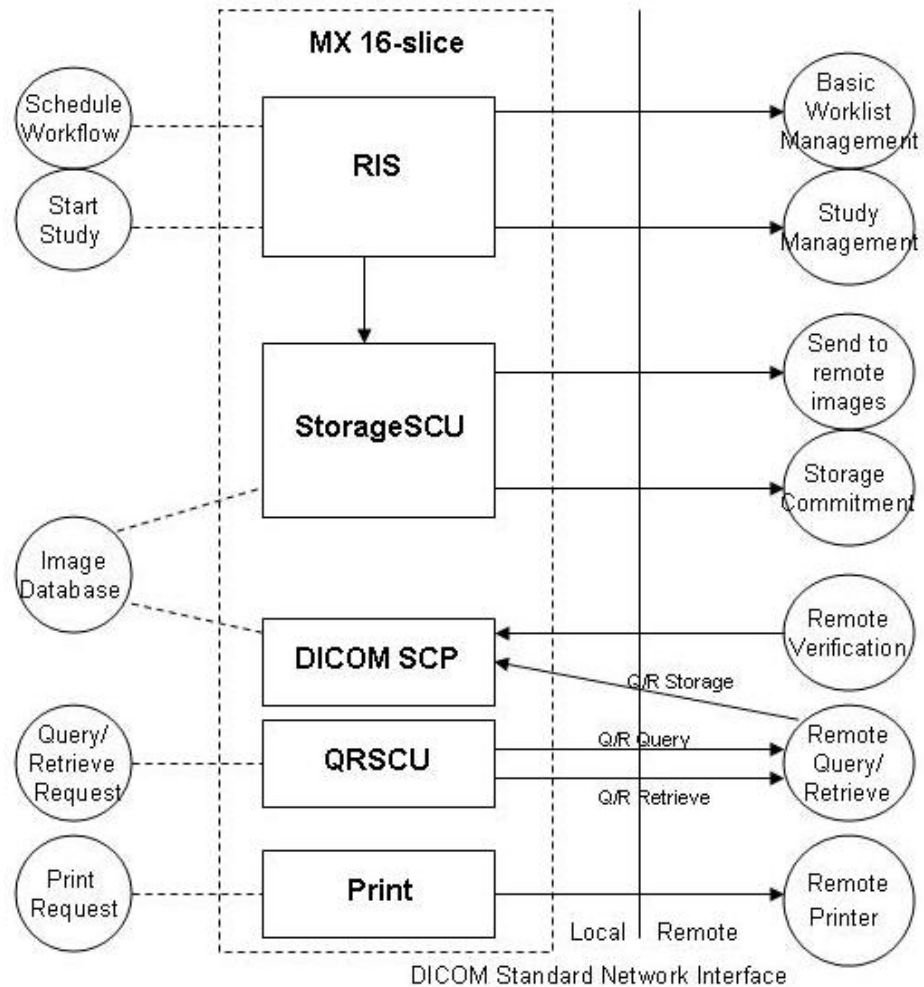 MX 16-slice
Schedule
Workflow
RIS
Basic
Worklist
Management
Start
Study
Study
Management
StorageSCU
Send to
remote
images
Storage
Commitment
Image
Database
DICOM SCP
Remote
Verification
Q/R Storage
Query/
Retrieve
Request
QRSCU
Q/R Query
Q/R Retrieve
Remote
Query/
Retrieve
Print
Request
Print
Remote
Printer
Local
Remote
DICOM Standard Network Interface